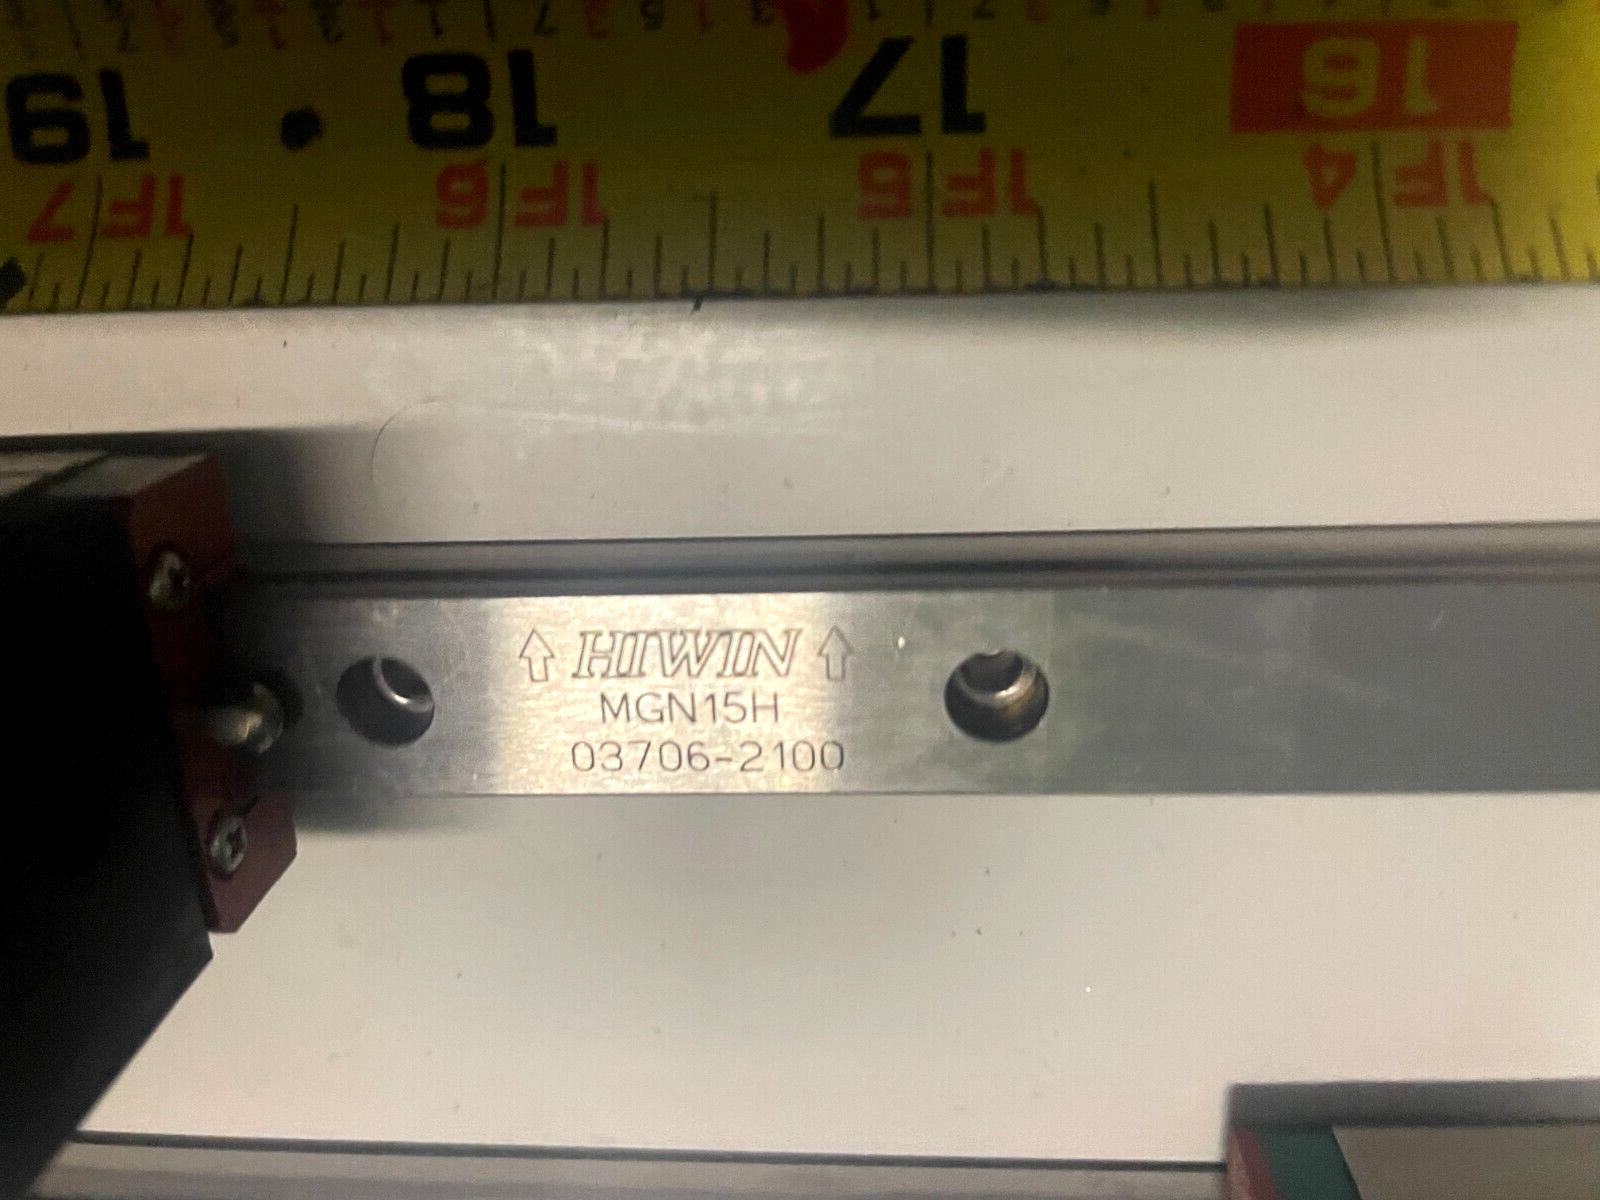 19 18 17 16
1F7 1F6 1F5 1F4
⇧ HIWIN ⇧
MGN15H
03706-2100